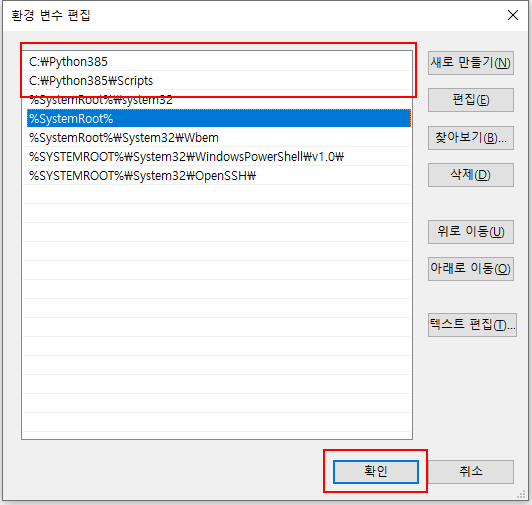 환경 변수 편집
C:₩Python385
C:₩Python385₩Scripts
%SystemRoot%₩system32
%SystemRoot%
%SystemRoot%₩System32₩Wbem
%SYSTEMROOT%₩System32₩WindowsPowerShell₩v1.0₩
%SYSTEMROOT%₩System32₩OpenSSH₩
새로 만들기(N)
편집(E)
찾아보기(B)...
삭제(D)
위로 이동(U)
아래로 이동(O)
텍스트 편집(T)...
확인
취소